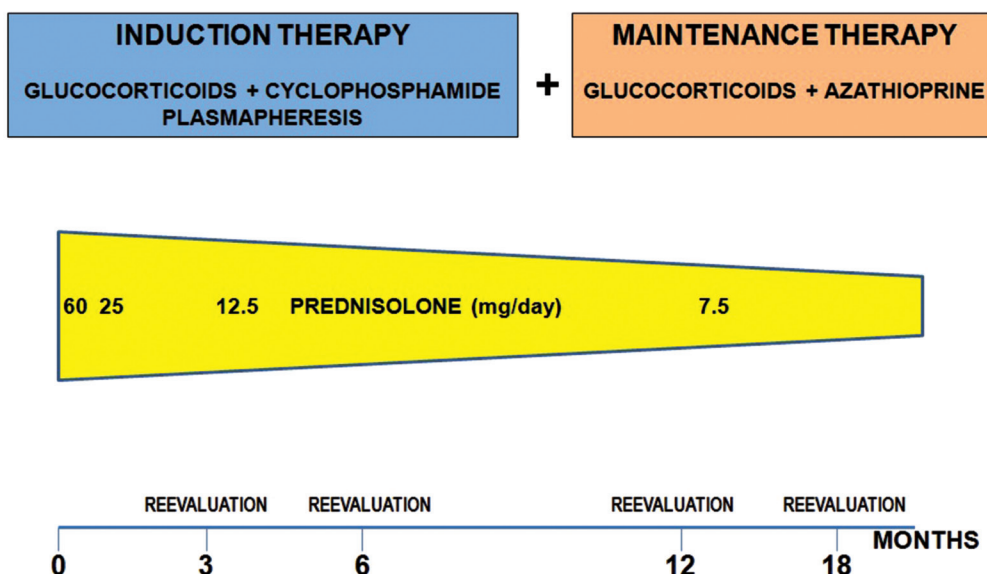 INDUCTION THERAPY
GLUCOCORTICOIDS + CYCLOPHOSPHAMIDE
PLASMAPHERESIS
+
MAINTENANCE THERAPY
GLUCOCORTICOIDS + AZATHIOPRINE
60 25 12.5 PREDNISOLONE (mg/day) 7.5
REEVALUATION REEVALUATION REEVALUATION REEVALUATION
MONTHS
0 3 6 12 18